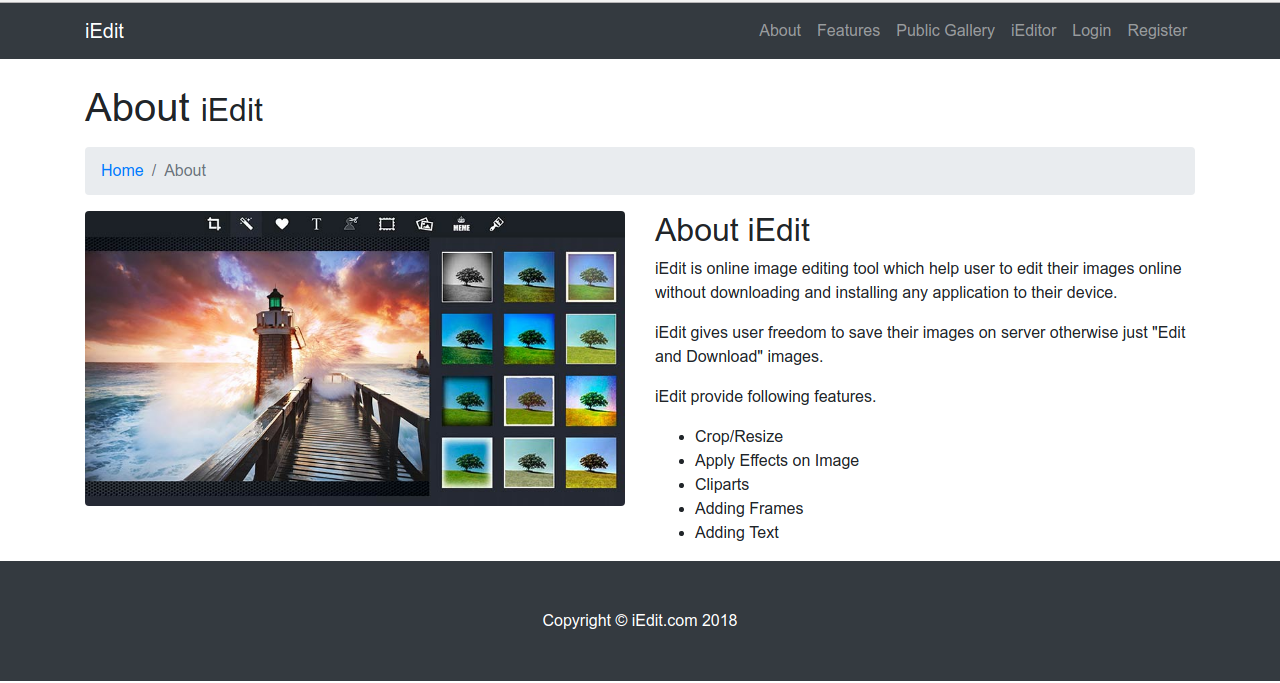 iEdit
About Features Public Gallery iEditor Login Register
About iEdit
Home / About
T
MEME
About iEdit
iEdit is online image editing tool which help user to edit their images online
without downloading and installing any application to their device.
iEdit gives user freedom to save their images on server otherwise just "Edit
and Download" images.
iEdit provide following features.
• Crop/Resize
• Apply Effects on Image
• Cliparts
• Adding Frames
• Adding Text
Copyright © iEdit.com 2018